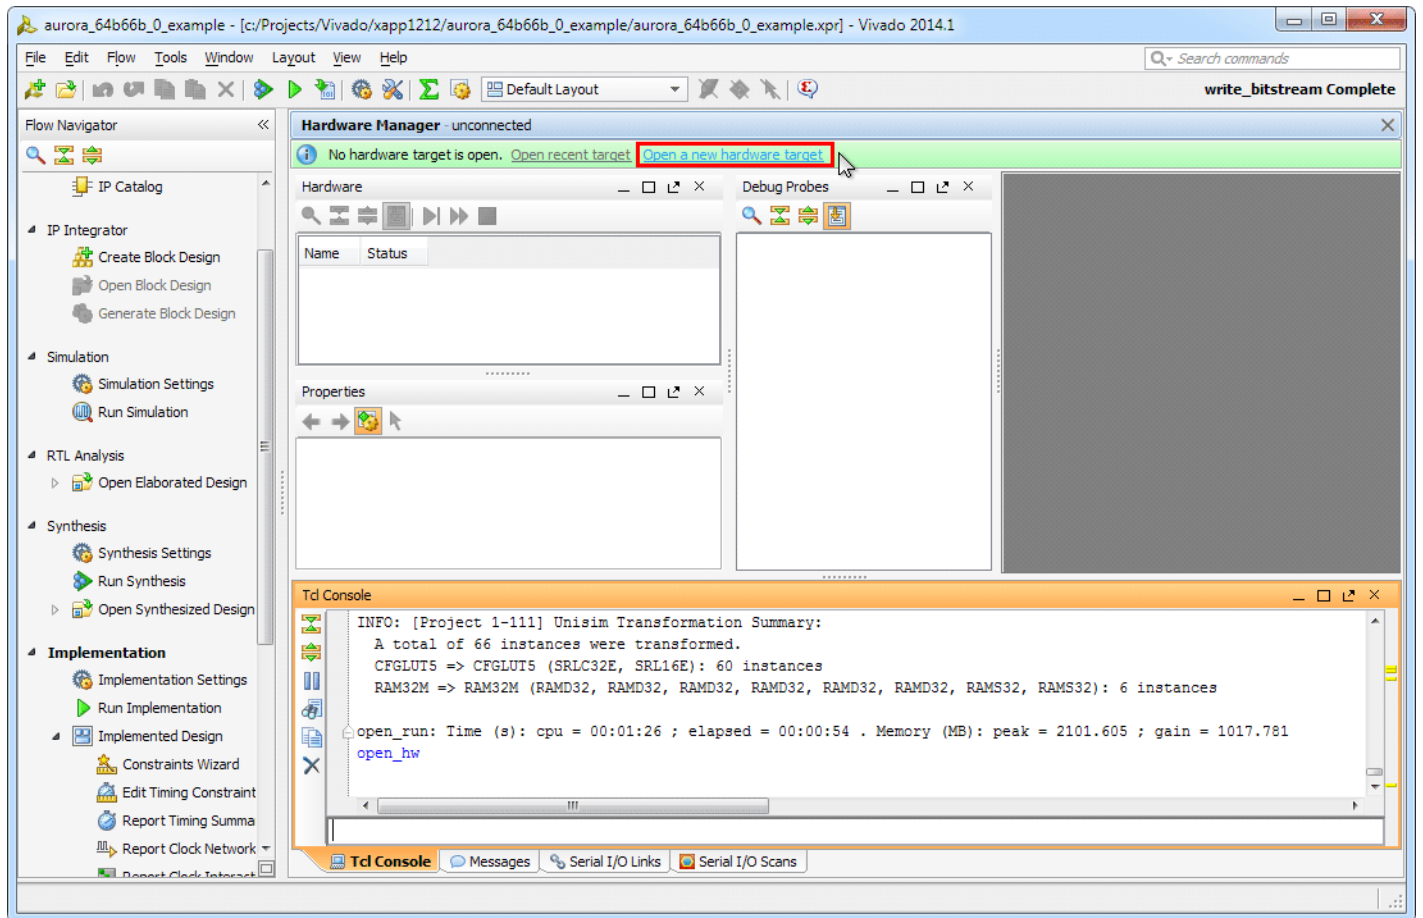 aurora_64b66b_0_example - [c:/Projects/Vivado/xapp1212/aurora_64b66b_0_example/aurora_64b66b_0_example.xpr] - Vivado 2014.1
File Edit Flow Tools Window Layout View Help
Search commands
Default Layout
write_bitstream Complete
Flow Navigator
Hardware Manager - unconnected
No hardware target is open. Open recent target Open a new hardware target
IP Catalog
IP Integrator
Create Block Design
Open Block Design
Generate Block Design
Simulation
Simulation Settings
Run Simulation
RTL Analysis
Open Elaborated Design
Synthesis
Synthesis Settings
Run Synthesis
Open Synthesized Design
Implementation
Implementation Settings
Run Implementation
Implemented Design
Constraints Wizard
Edit Timing Constraint
Report Timing Summa
Report Clock Network
Report Clock Interact
Hardware
Name Status
Properties
Debug Probes
Tcl Console
INFO: [Project 1-111] Unisim Transformation Summary:
A total of 66 instances were transformed.
CFGLUT5 => CFGLUT5 (SRLC32E, SRL16E): 60 instances
RAM32M => RAM32M (RAMD32, RAMD32, RAMD32, RAMD32, RAMD32, RAMD32, RAMS32, RAMS32): 6 instances
open_run: Time (s): cpu = 00:01:26 ; elapsed = 00:00:54 . Memory (MB): peak = 2101.605 ; gain = 1017.781
open_hw
Tcl Console Messages Serial I/O Links Serial I/O Scans